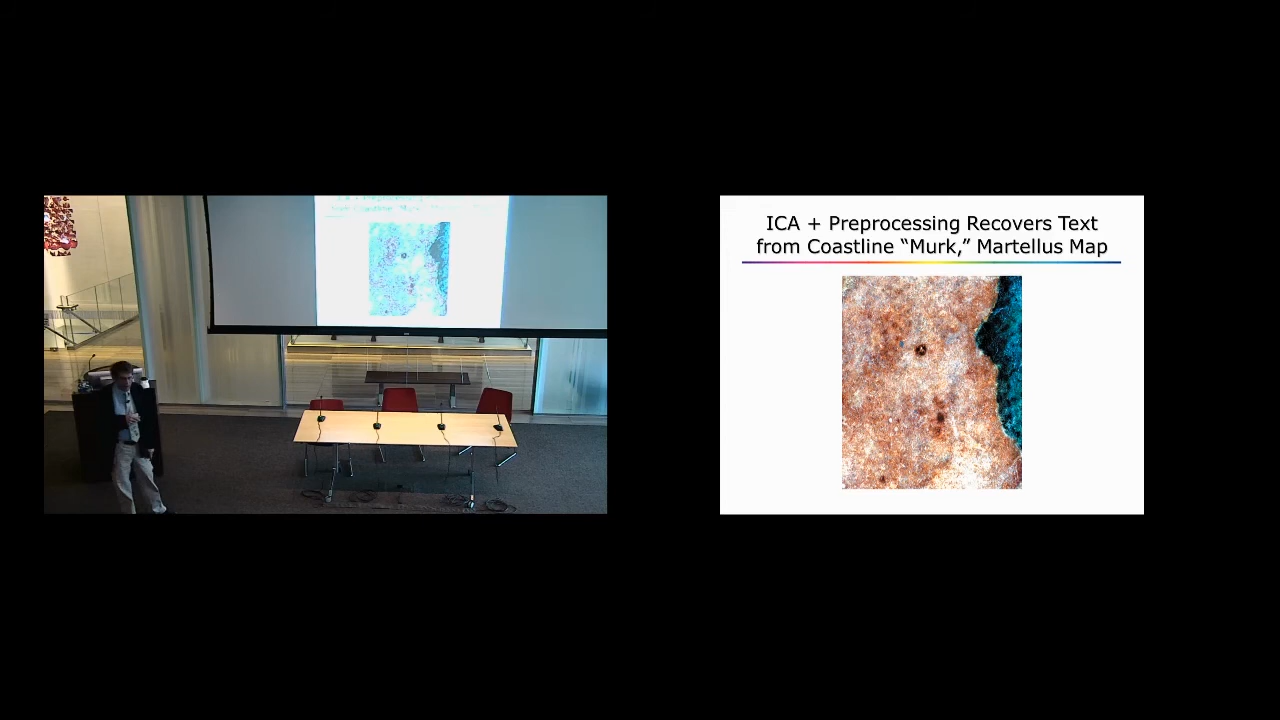 ICA + Preprocessing Recovers Text
from Coastline “Murk,” Martellus Map